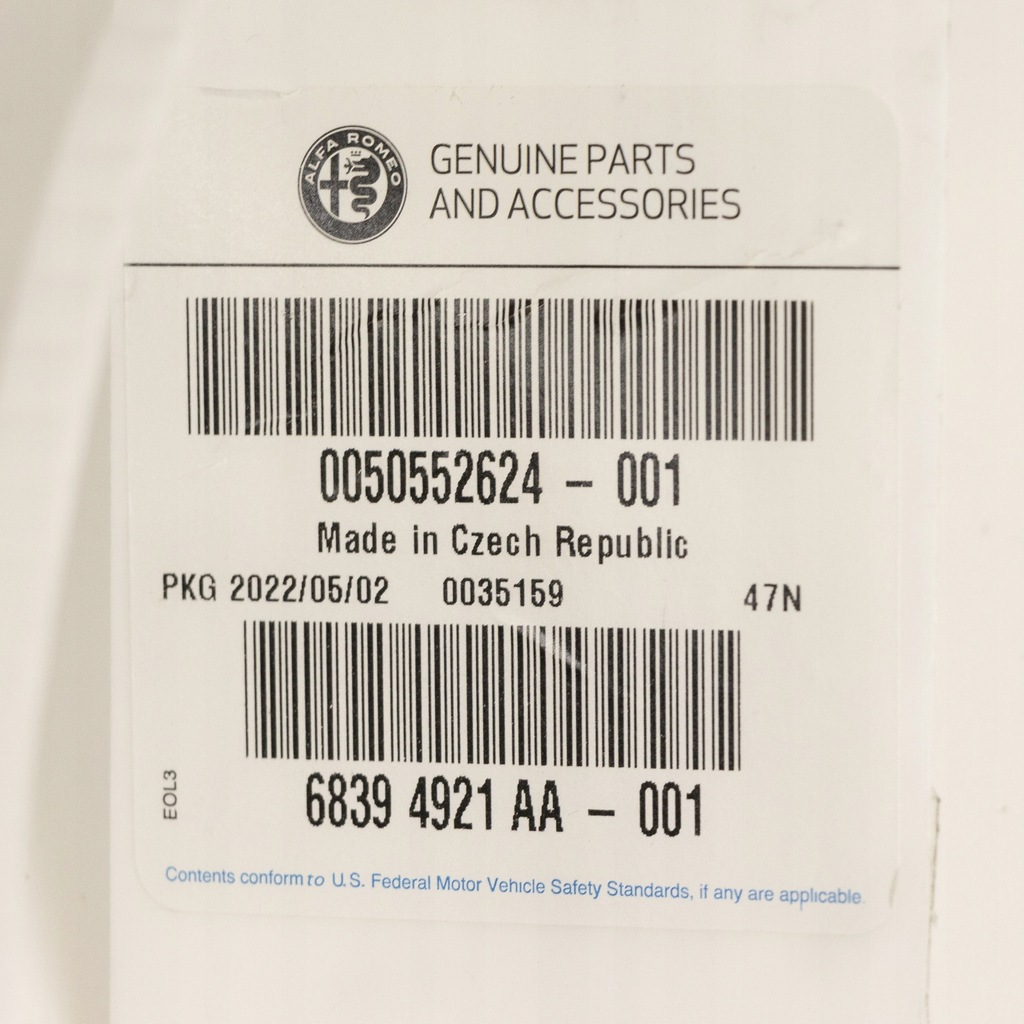 ALFA ROMEO
GENUINE PARTS
AND ACCESSORIES
0050552624 – 001
Made in Czech Republic
PKG 2022/05/02 0035159 47N
6839 4921 AA – 001
EOL3
Contents conform to U.S. Federal Motor Vehicle Safety Standards, if any are applicable.